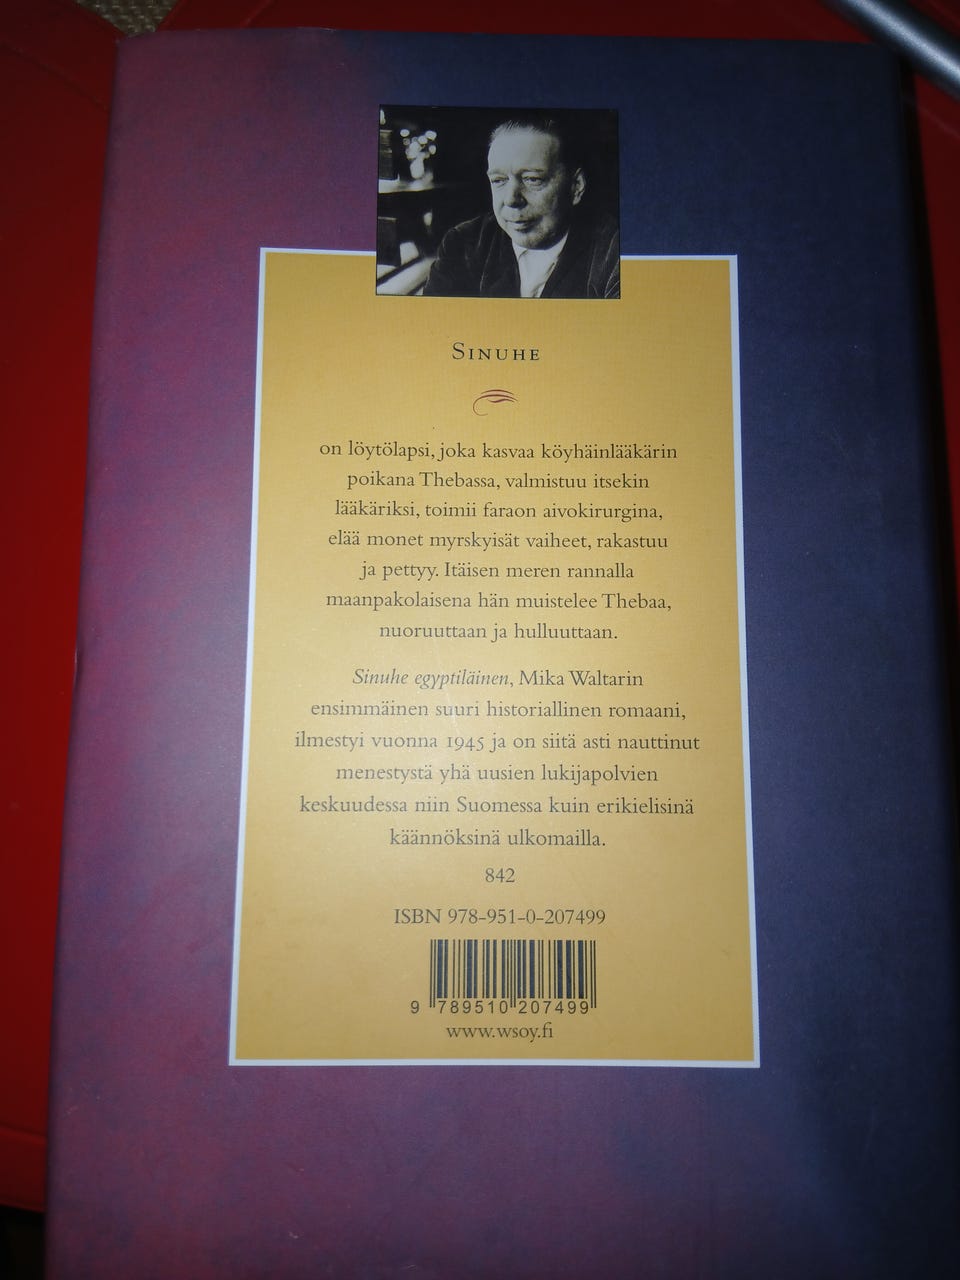 SINUHE
on löytölapsi, joka kasvaa köyhäinlääkärin
poikana Thebassa, valmistuu itsekin
lääkäriksi, toimii faraon aivokirurgina,
elää monet myrskyisät vaiheet, rakastuu
ja pettyy. Itäisen meren rannalla
maanpakolaisena hän muistelee Thebaa,
nuoruuttaan ja hulluuttaan.
Sinuhe egyptiläinen, Mika Waltarin
ensimmäinen suuri historiallinen romaani,
ilmestyi vuonna 1945 ja on siitä asti nauttinut
menestystä yhä uusien lukijapolvien
keskuudessa niin Suomessa kuin erikielisinä
käännöksinä ulkomailla.
842
ISBN 978-951-0-207499
9 789510 207499
www.wsoy.fi